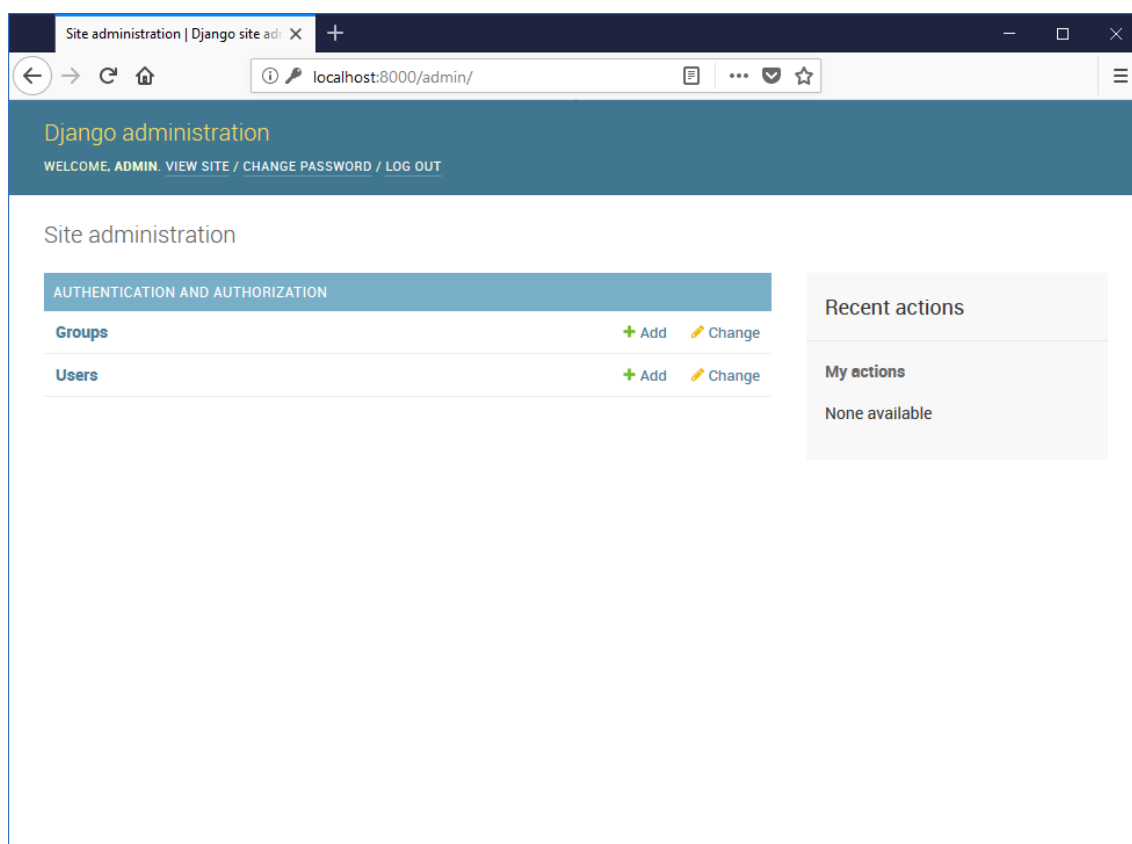 Site administration | Django site adr
localhost:8000/admin/
Django administration
WELCOME, ADMIN. VIEW SITE / CHANGE PASSWORD / LOG OUT
Site administration
AUTHENTICATION AND AUTHORIZATION
Groups Add Change
Users Add Change
Recent actions
My actions
None available